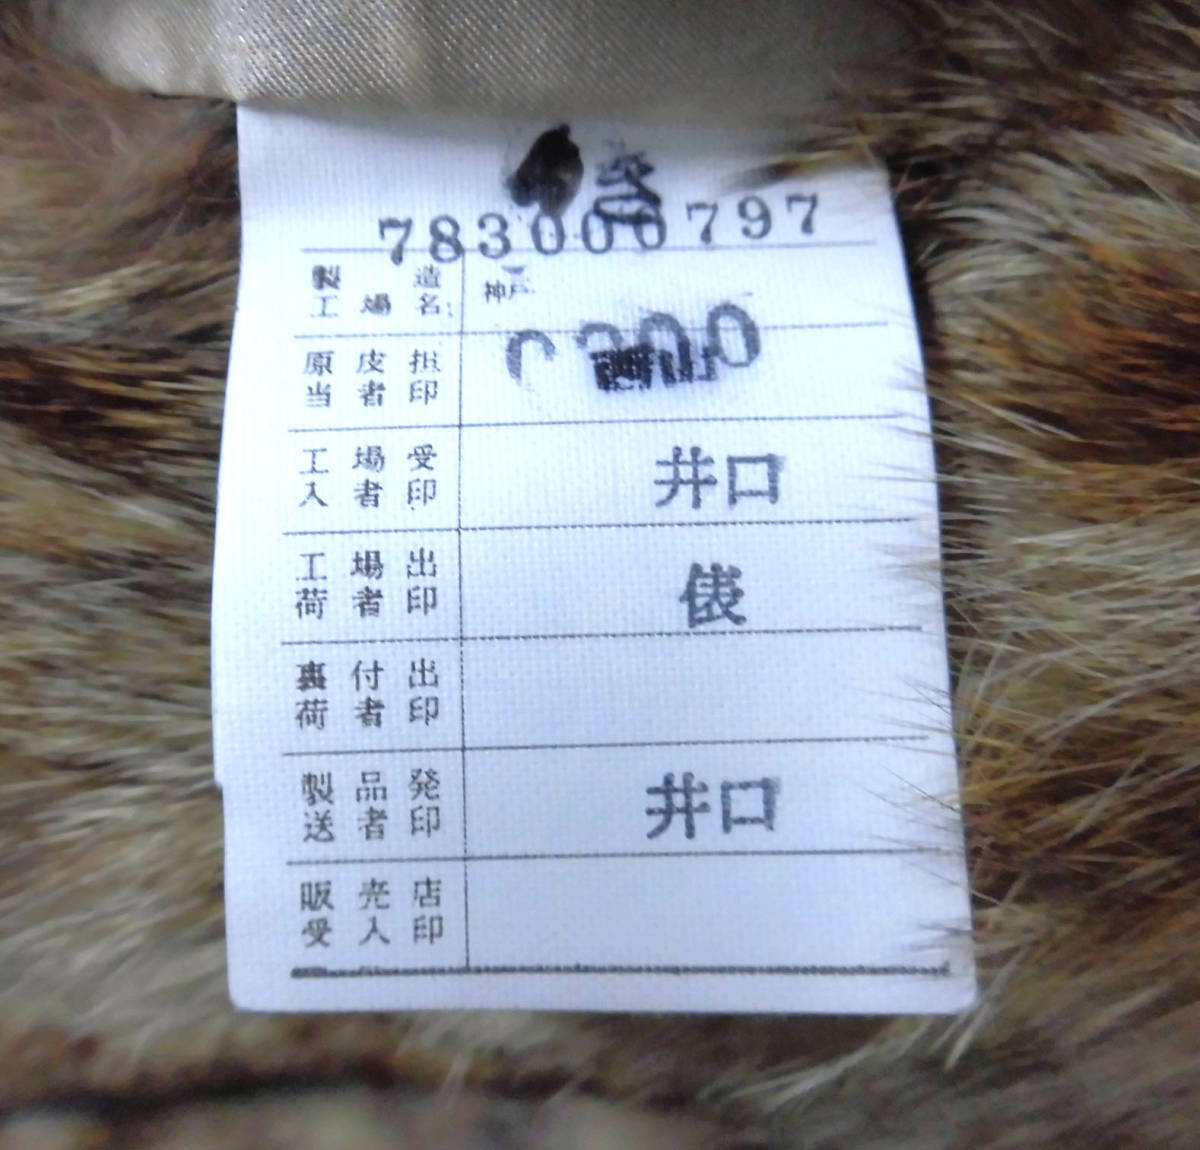 783000797
製造
工場名 神戸
原皮担
当者印
工場受
入者印 井口
工場出
荷者印 俵
裏付出
荷者印
製品発
送者印 井口
販売店
受入印